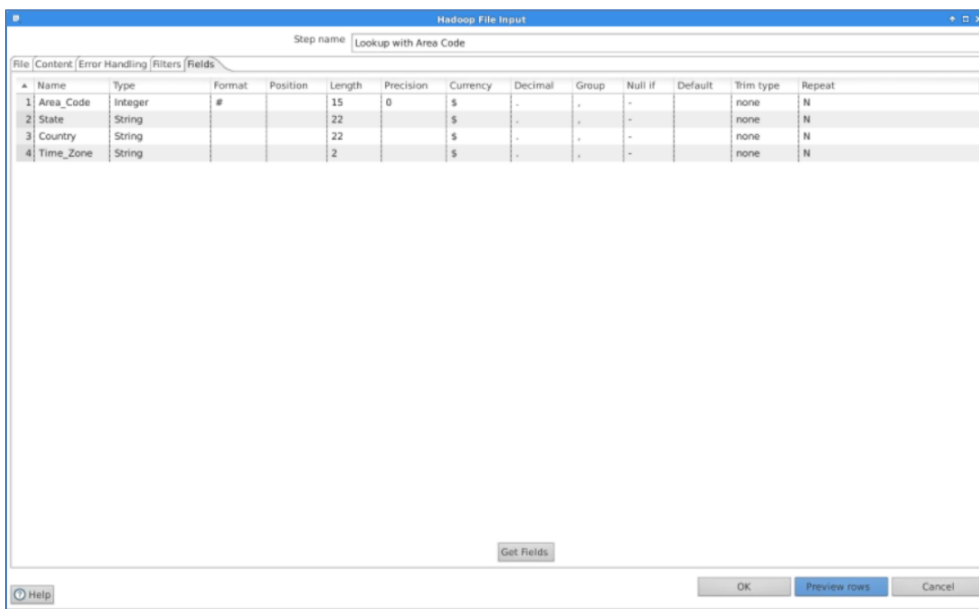 Hadoop File Input
Step name Lookup with Area Code
File Content Error Handling Filters Fields
Name Type Format Position Length Precision Currency Decimal Group Null if Default Trim type Repeat
1 Area_Code Integer # 15 0 $ . , - none N
2 State String 22 $ . , - none N
3 Country String 22 $ . , - none N
4 Time_Zone String 2 $ . , - none N
Get Fields
Help OK Preview rows Cancel